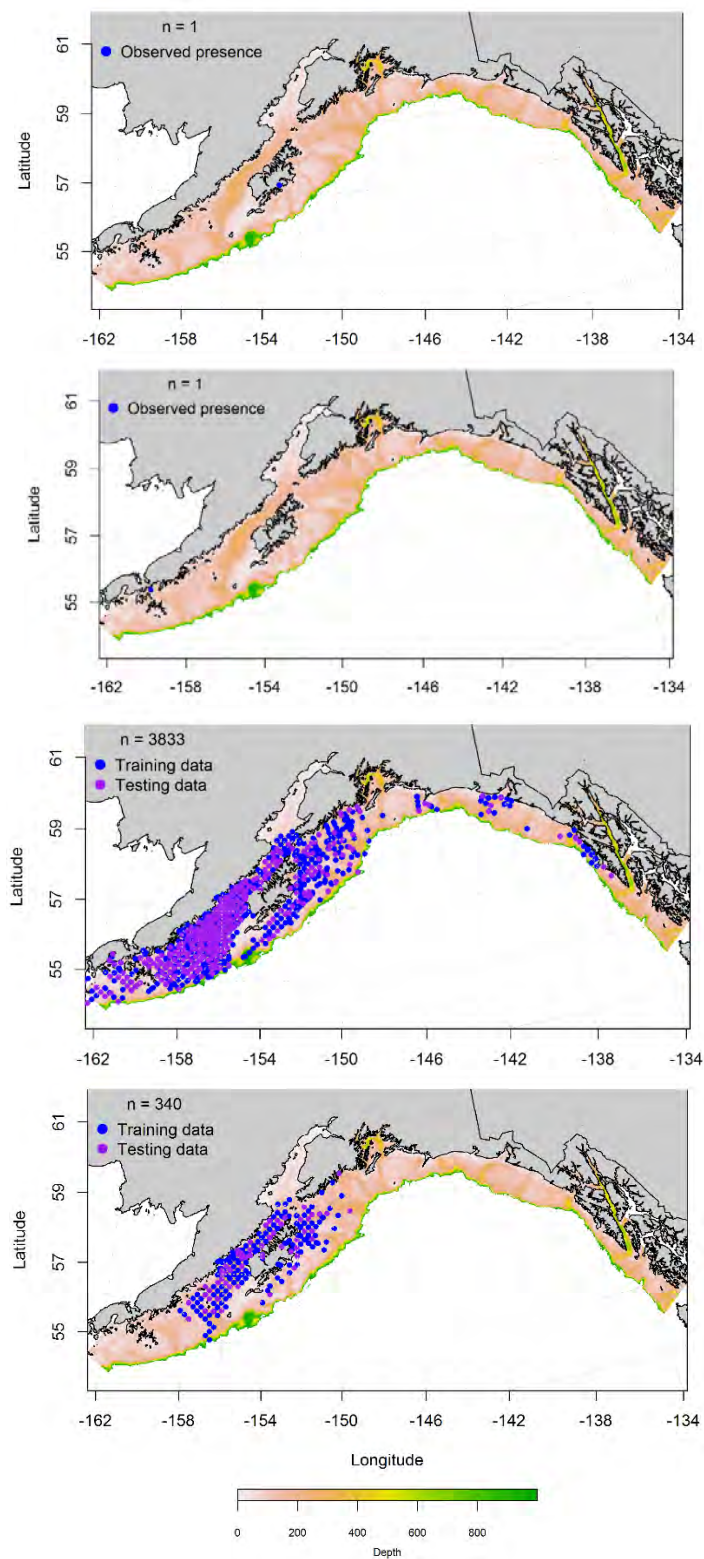 n = 1
Observed presence
61
59
57
55
Latitude
-162 -158 -154 -150 -146 -142 -138 -134
n = 1
Observed presence
61
59
57
55
Latitude
-162 -158 -154 -150 -146 -142 -138 -134
n = 3833
Training data
Testing data
61
59
57
55
Latitude
-162 -158 -154 -150 -146 -142 -138 -134
n = 340
Training data
Testing data
61
59
57
55
Latitude
-162 -158 -154 -150 -146 -142 -138 -134
Longitude
0 200 400 600 800
Depth